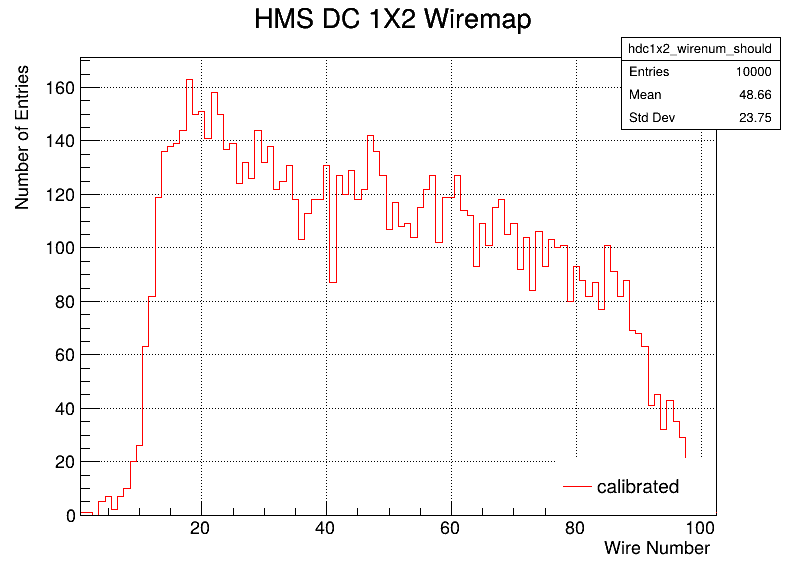 HMS DC 1X2 Wiremap
hdc1x2_wirenum_should
Entries 10000
Mean 48.66
Std Dev 23.75
Number of Entries
160
140
120
100
80
60
40
20
0
calibrated
20 40 60 80 100
Wire Number